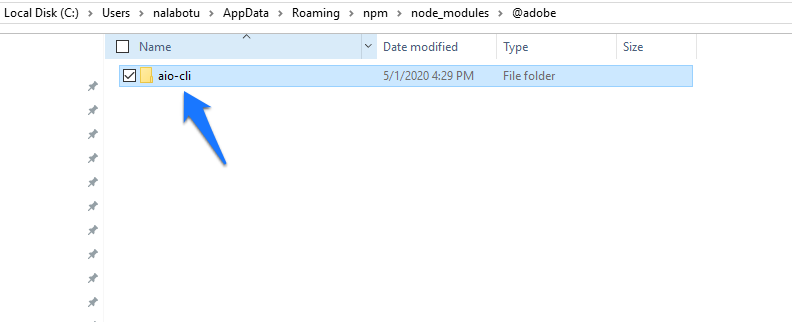 Local Disk (C:) > Users > nalabotu > AppData > Roaming > npm > node_modules > @adobe
Name Date modified Type Size
aio-cli 5/1/2020 4:29 PM File folder